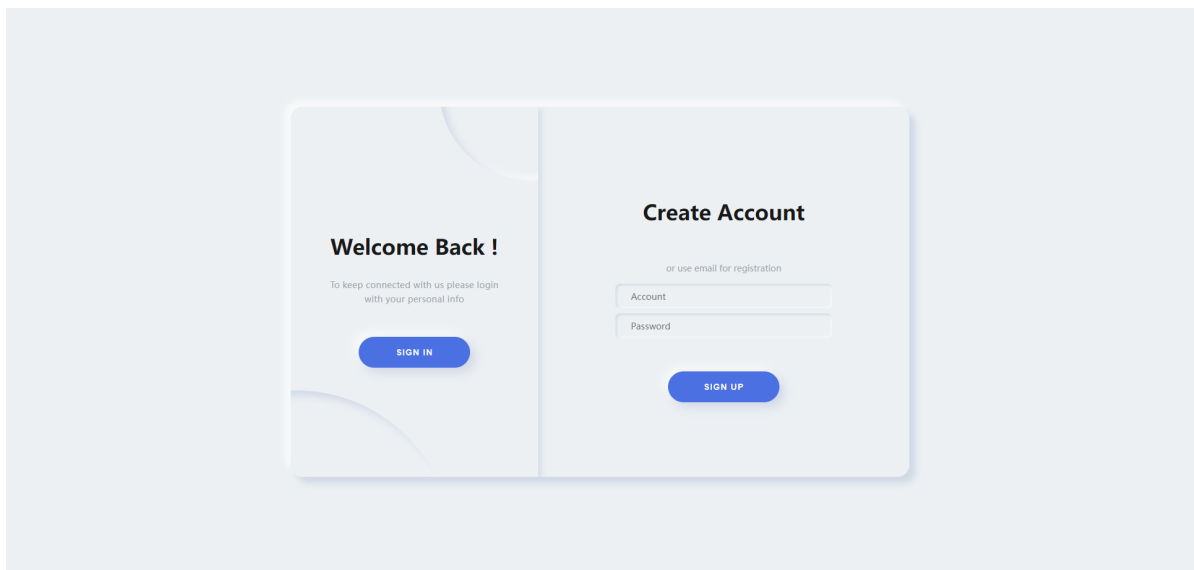 Welcome Back !
To keep connected with us please login
with your personal info
SIGN IN
Create Account
or use email for registration
Account
Password
SIGN UP